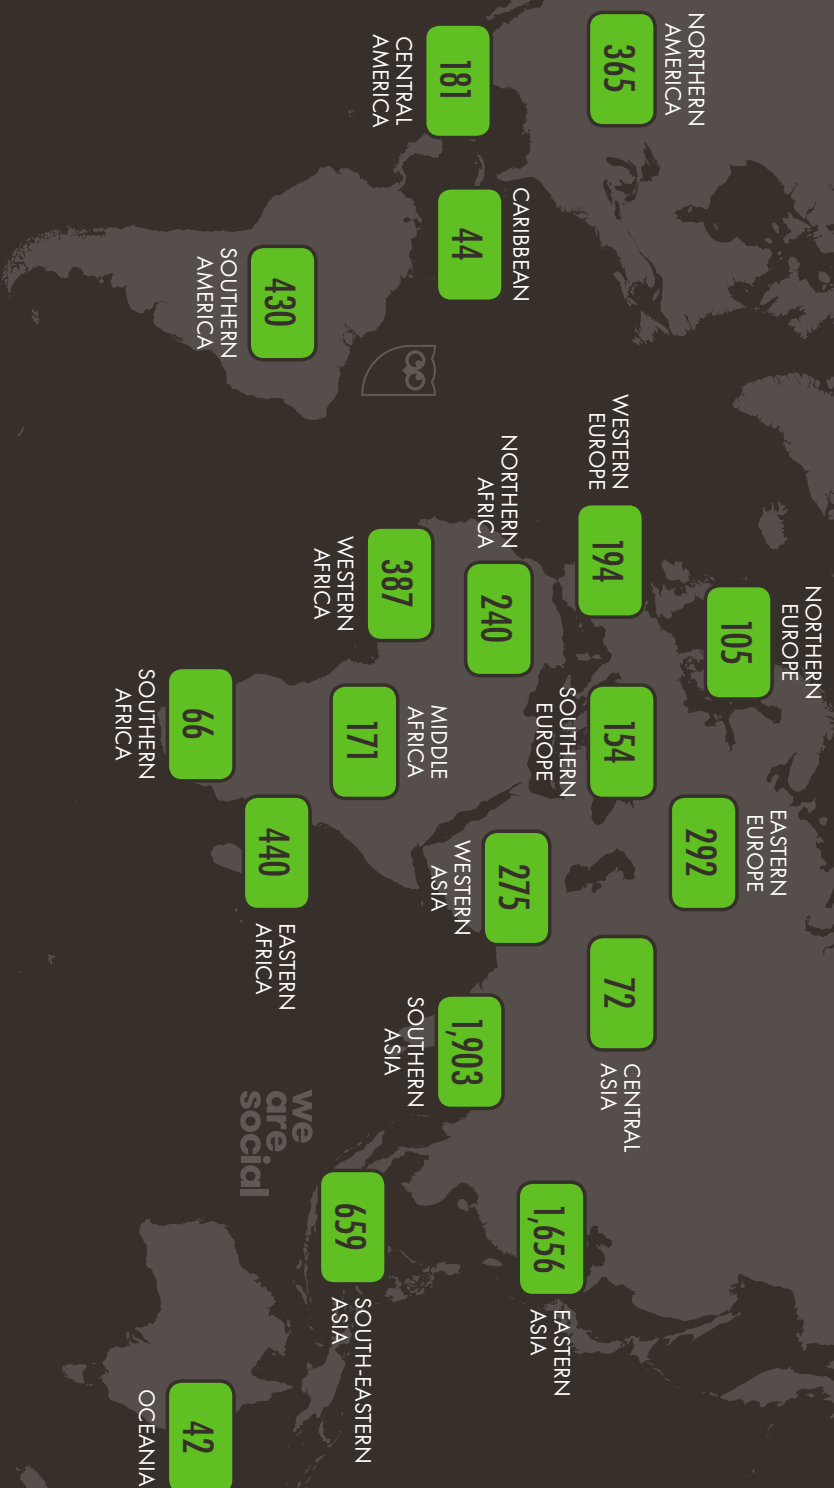 NORTHERN
AMERICA
365
CENTRAL
AMERICA
181
CARIBBEAN
44
430
SOUTHERN
AMERICA
WESTERN
EUROPE
194
NORTHERN
EUROPE
105
SOUTHERN
EUROPE
154
EASTERN
EUROPE
292
NORTHERN
AFRICA
240
387
WESTERN
AFRICA
MIDDLE
AFRICA
171
66
SOUTHERN
AFRICA
440
EASTERN
AFRICA
275
WESTERN
ASIA
72
CENTRAL
ASIA
1,903
SOUTHERN
ASIA
1,656
EASTERN
ASIA
659
SOUTH-EASTERN
ASIA
42
OCEANIA
we
are
social